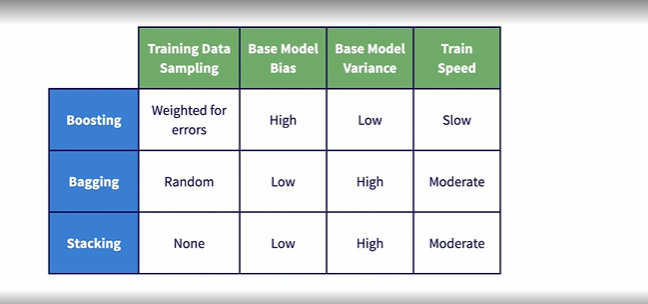 Training Data Base Model Base Model Train
Sampling Bias Variance Speed
Boosting Weighted for errors High Low Slow
Bagging Random Low High Moderate
Stacking None Low High Moderate